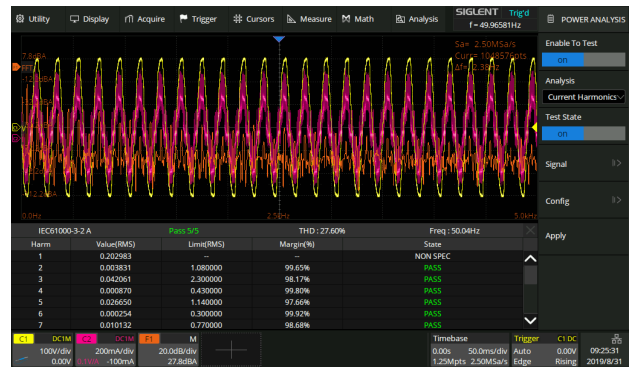 Utility Display Acquire Trigger Cursors Measure Math Analysis SIGLENT Trig'd
f = 49.96581Hz
POWER ANALYSIS
Sa= 2.50MSa/s
Curr= 1048576pts
Δf= 2.38Hz
7.8dBA
FFT
0.0Hz 5.0kHz
Enable To Test
on
Analysis
Current Harmonics
Test State
on
Signal
Config
Apply
IEC61000-3-2 A Pass 5/5 THD : 27.60% Freq : 50.04Hz
Harm Value(RMS) Limit(RMS) Margin(%) State
1 0.202983 -- -- NON SPEC
2 0.003831 1.080000 99.65% PASS
3 0.042061 2.300000 98.17% PASS
4 0.000870 0.430000 99.80% PASS
5 0.026650 1.140000 97.66% PASS
6 0.000254 0.300000 99.92% PASS
7 0.010132 0.770000 98.68% PASS
C1 DC1M C2 DC1M F1 M Timebase Trigger C1 DC
100V/div 200mA/div 20.0dB/div 0.00s 50.0ms/div Auto 0.00V 09:25:31
0.00V -100mA 27.8dBA 1.25Mpts 2.50MSa/s Edge Rising 2019/8/31